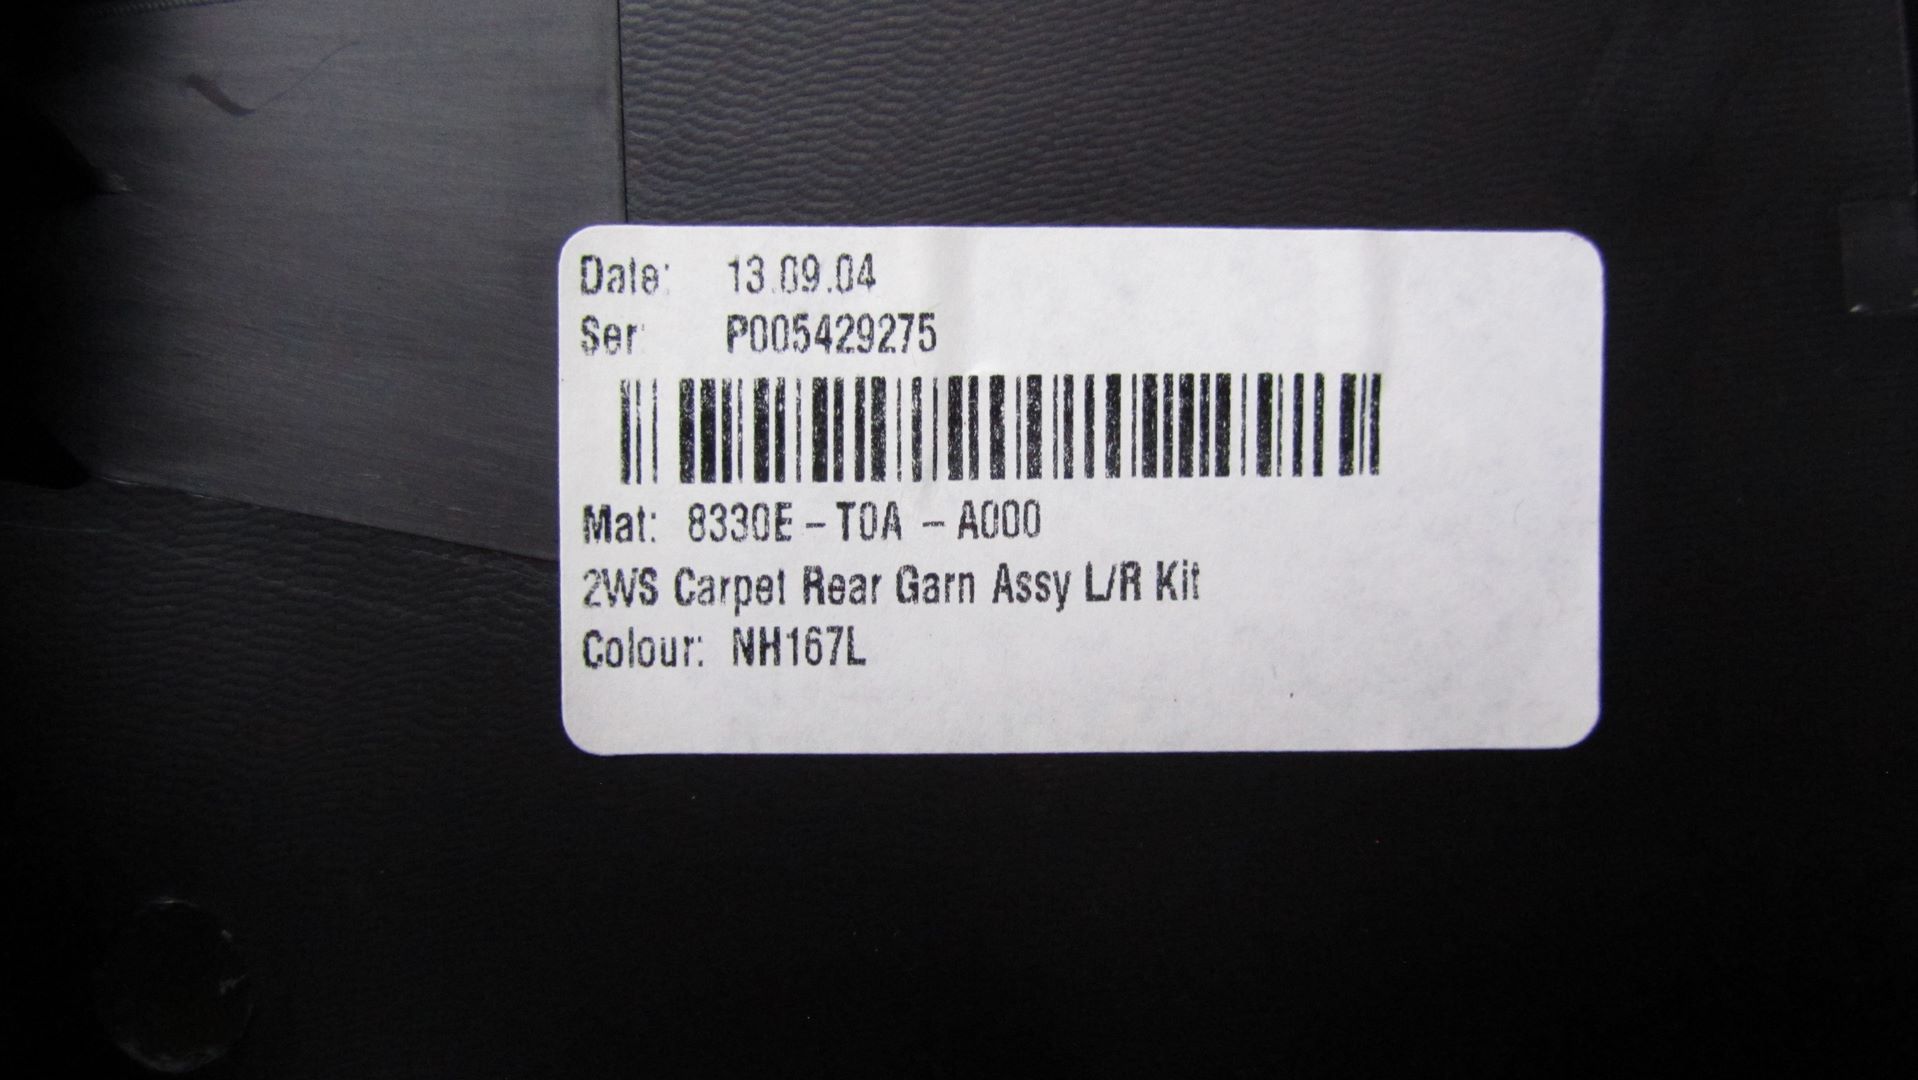 Date: 13.09.04
Ser: P005429275
Mat: 8330E - T0A - A000
2WS Carpet Rear Garn Assy L/R Kit
Colour: NH167L